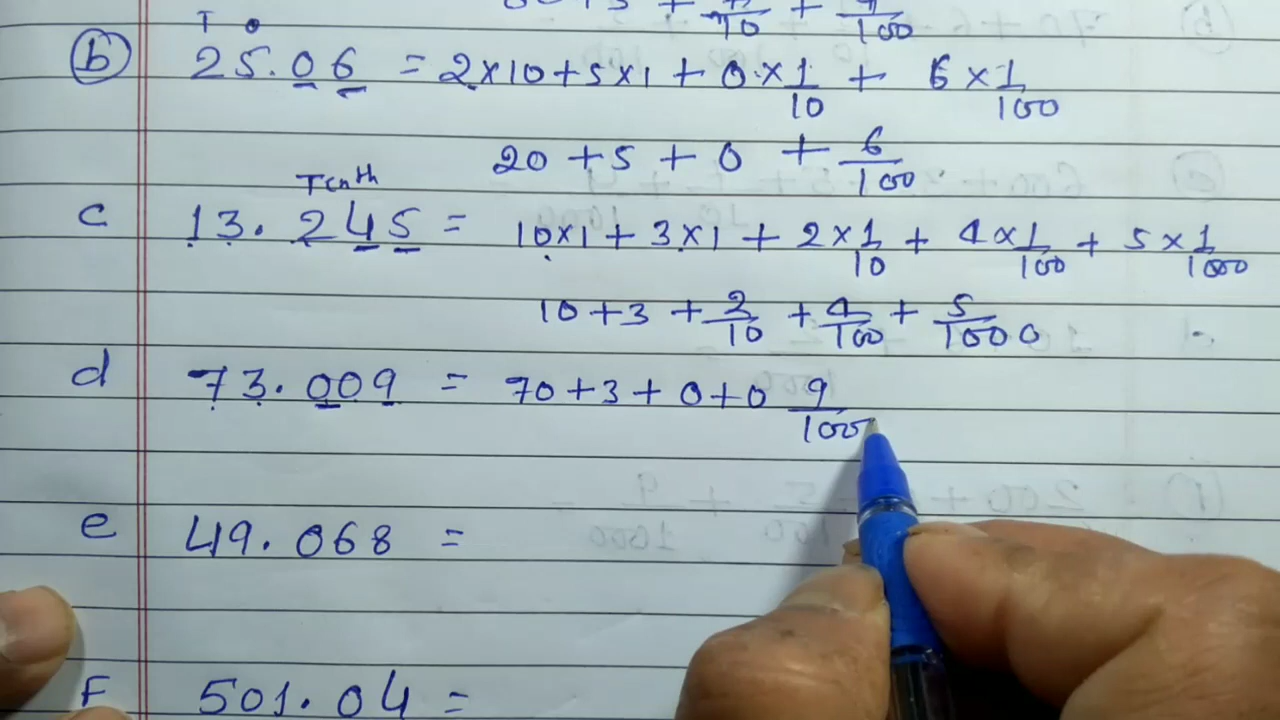 T o
(b) 25.06 = 2×10+5×1+0×1/10 + 6×1/100
20+5+0+6/100
Tenth
c 13.245 = 10×1+3×1+2×1/10+4×1/100+5×1/1000
10+3+2/10+4/100+5/1000
d 73.009 = 70+3+0+0 9/100
e 49.068 =
F 501.04 =